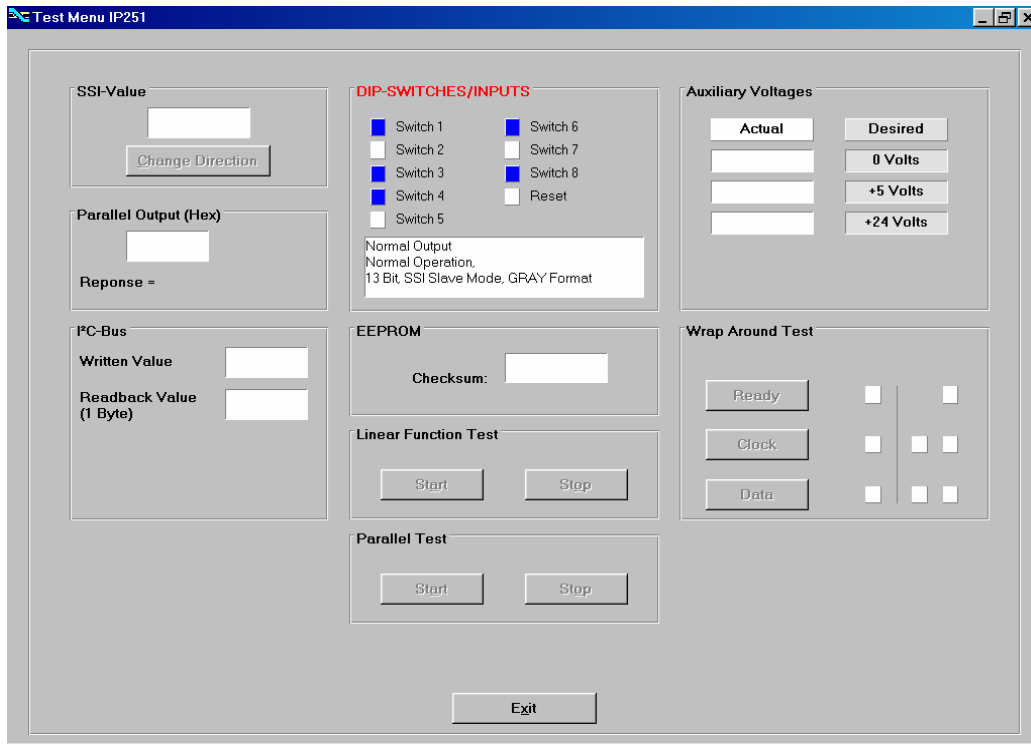 Test Menu IP251
SSI-Value
Change Direction
Parallel Output (Hex)
Reponse =
I²C-Bus
Written Value
Readback Value
(1 Byte)
DIP-SWITCHES/INPUTS
Switch 1
Switch 2
Switch 3
Switch 4
Switch 5
Switch 6
Switch 7
Switch 8
Reset
Normal Output
Normal Operation,
13 Bit, SSI Slave Mode, GRAY Format
EEPROM
Checksum:
Linear Function Test
Start Stop
Parallel Test
Start Stop
Auxiliary Voltages
Actual Desired
0 Volts
+5 Volts
+24 Volts
Wrap Around Test
Ready
Clock
Data
Exit